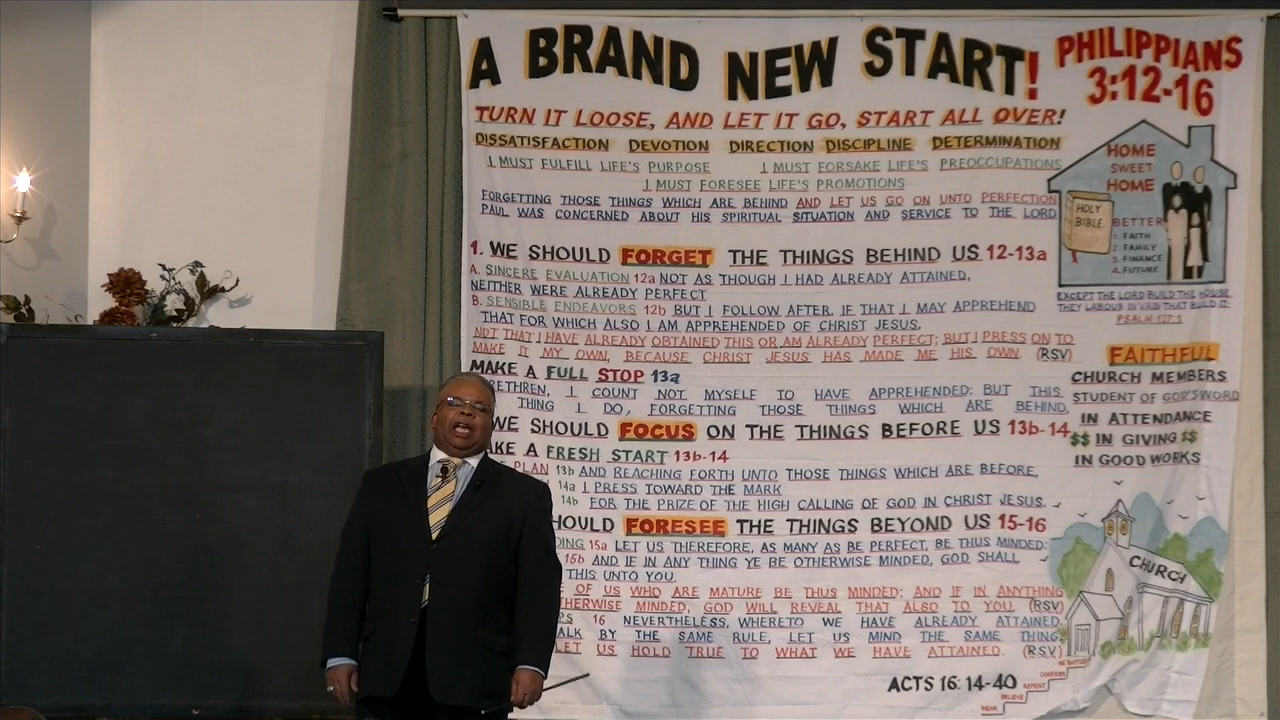 A BRAND NEW START!
PHILIPPIANS
3:12-16
TURN IT LOOSE, AND LET IT GO, START ALL OVER!
DISSATISFACTION DEVOTION DIRECTION DISCIPLINE DETERMINATION
I MUST FULFILL LIFE'S PURPOSE I MUST FORSAKE LIFE'S PREOCCUPATIONS
I MUST FORESEE LIFE'S PROMOTIONS
FORGETTING THOSE THINGS WHICH ARE BEHIND AND LET US GO ON UNTO PERFECTION
PAUL WAS CONCERNED ABOUT HIS SPIRITUAL SITUATION AND SERVICE TO THE LORD
1. WE SHOULD FORGET THE THINGS BEHIND US 12-13a
A. SINCERE EVALUATION 12a NOT AS THOUGH I HAD ALREADY ATTAINED,
NEITHER WERE ALREADY PERFECT
B. SENSIBLE ENDEAVORS 12b BUT I FOLLOW AFTER, IF THAT I MAY APPREHEND
THAT FOR WHICH ALSO I AM APPREHENDED OF CHRIST JESUS.
NOT THAT I HAVE ALREADY OBTAINED THIS OR AM ALREADY PERFECT; BUT I PRESS ON TO
MAKE IT MY OWN, BECAUSE CHRIST JESUS HAS MADE ME HIS OWN. (RSV)
MAKE A FULL STOP 13a
RETHREN, I COUNT NOT MYSELF TO HAVE APPREHENDED; BUT THIS
THING I DO, FORGETTING THOSE THINGS WHICH ARE BEHIND,
WE SHOULD FOCUS ON THE THINGS BEFORE US 13b-14
AKE A FRESH START 13b-14
PLAN 13b AND REACHING FORTH UNTO THOSE THINGS WHICH ARE BEFORE,
14a I PRESS TOWARD THE MARK
14b FOR THE PRIZE OF THE HIGH CALLING OF GOD IN CHRIST JESUS.
HOULD FORESEE THE THINGS BEYOND US 15-16
DING 15a LET US THEREFORE, AS MANY AS BE PERFECT, BE THUS MINDED:
15b AND IF IN ANY THING YE BE OTHERWISE MINDED, GOD SHALL
THIS UNTO YOU.
OF US WHO ARE MATURE BE THUS MINDED; AND IF IN ANYTHING
THERWISE MINDED, GOD WILL REVEAL THAT ALSO TO YOU (RSV)
PS 16 NEVERTHELESS, WHERETO WE HAVE ALREADY ATTAINED,
ALK BY THE SAME RULE, LET US MIND THE SAME THING
LET US HOLD TRUE TO WHAT WE HAVE ATTAINED. (RSV)
ACTS 16:14-40
HOME
SWEET
HOME
HOLY
BIBLE
BETTER
1. FAITH
2. FAMILY
3. FINANCE
4. FUTURE
EXCEPT THE LORD BUILD THE HOUSE,
THEY LABOUR IN VAIN THAT BUILD IT:
PSALM 127:1
FAITHFUL
CHURCH MEMBERS
STUDENT OF GOD'S WORD
IN ATTENDANCE
$$ IN GIVING $$
IN GOOD WORKS
CHURCH
CONFESS
REPENT
BELIEVE
HEAR